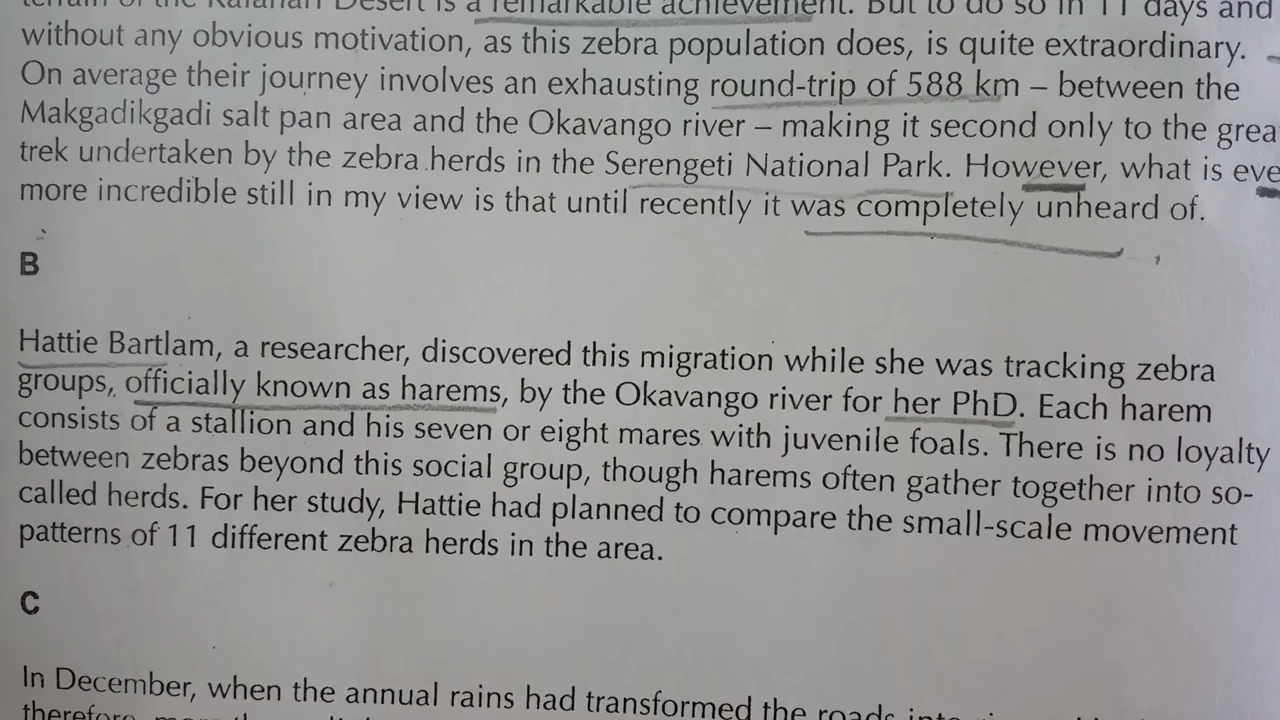 of the Kalahari Desert is a remarkable achievement. But to do so in 11 days and
without any obvious motivation, as this zebra population does, is quite extraordinary.
On average their journey involves an exhausting round-trip of 588 km – between the
Makgadikgadi salt pan area and the Okavango river – making it second only to the grea
trek undertaken by the zebra herds in the Serengeti National Park. However, what is eve
more incredible still in my view is that until recently it was completely unheard of.
B
Hattie Bartlam, a researcher, discovered this migration while she was tracking zebra
groups, officially known as harems, by the Okavango river for her PhD. Each harem
consists of a stallion and his seven or eight mares with juvenile foals. There is no loyalty
between zebras beyond this social group, though harems often gather together into so-
called herds. For her study, Hattie had planned to compare the small-scale movement
patterns of 11 different zebra herds in the area.
C
In December, when the annual rains had transformed the roads into
therefore